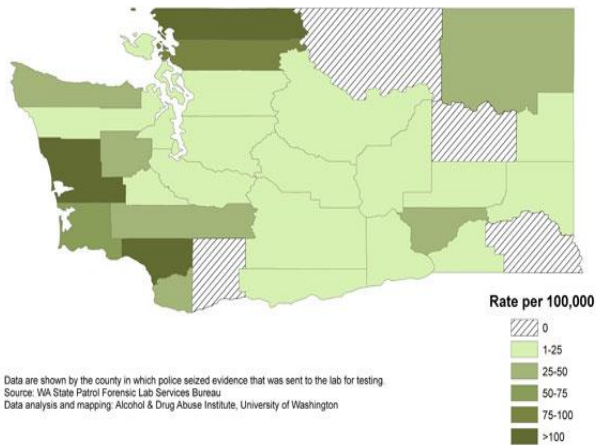 Rate per 100,000
0
1-25
25-50
50-75
75-100
>100
Data are shown by the county in which police seized evidence that was sent to the lab for testing.
Source: WA State Patrol Forensic Lab Services Bureau
Data analysis and mapping: Alcohol & Drug Abuse Institute, University of Washington